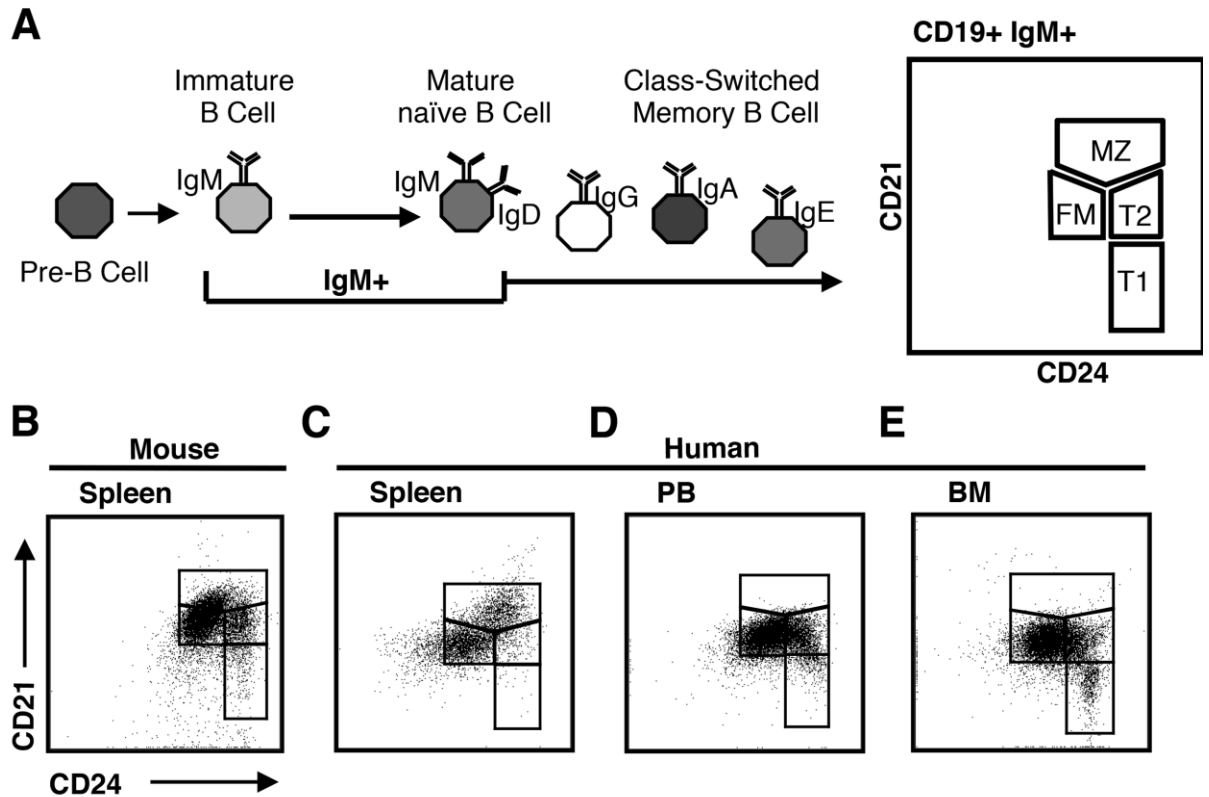 A
CD19+ IgM+
Immature
B Cell
Mature
naïve B Cell
Class-Switched
Memory B Cell
IgM
IgM
IgD
IgG
IgA
IgE
Pre-B Cell
IgM+
CD21
MZ
FM
T2
T1
CD24
B
C
D
E
Mouse
Human
Spleen
Spleen
PB
BM
CD21
CD24